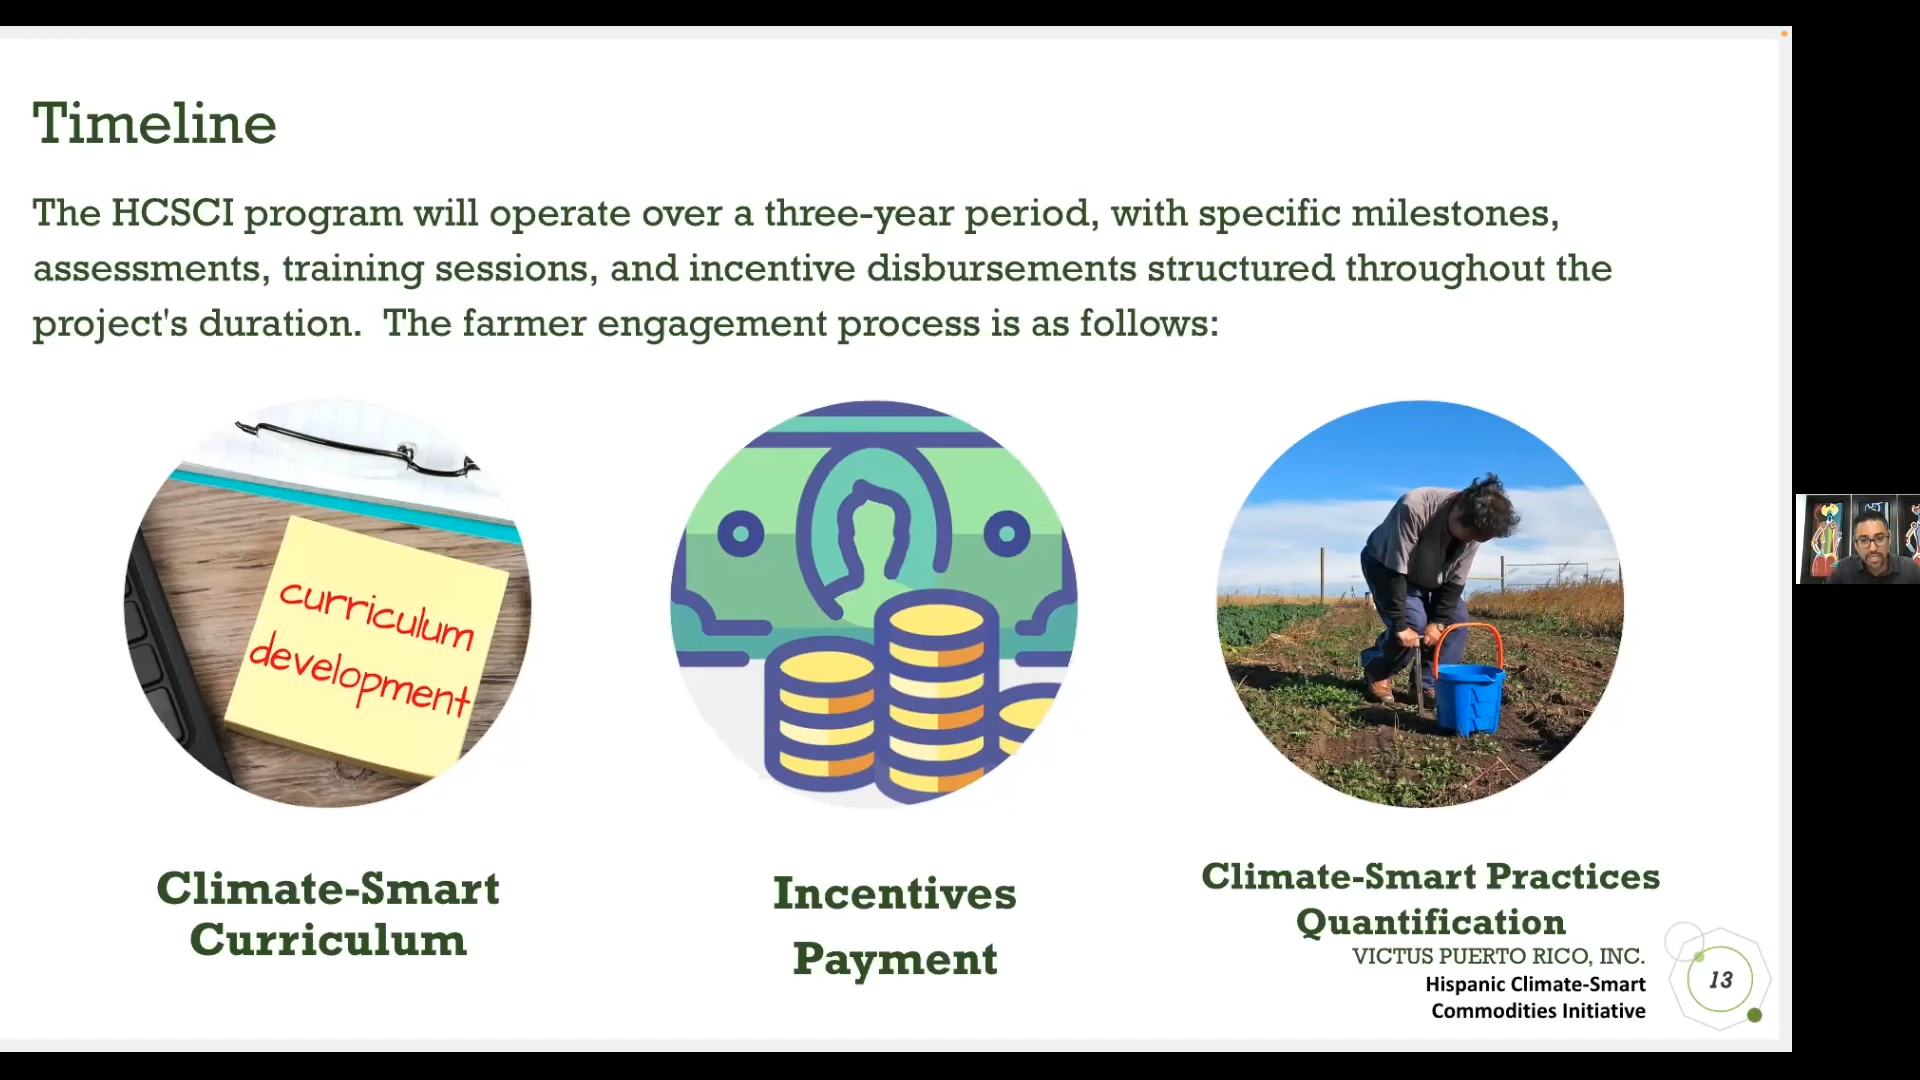 Timeline
The HCSCI program will operate over a three-year period, with specific milestones,
assessments, training sessions, and incentive disbursements structured throughout the
project's duration.  The farmer engagement process is as follows:
curriculum
development
Climate-Smart
Curriculum
Incentives
Payment
Climate-Smart Practices
Quantification
VICTUS PUERTO RICO, INC.
Hispanic Climate-Smart
Commodities Initiative
13